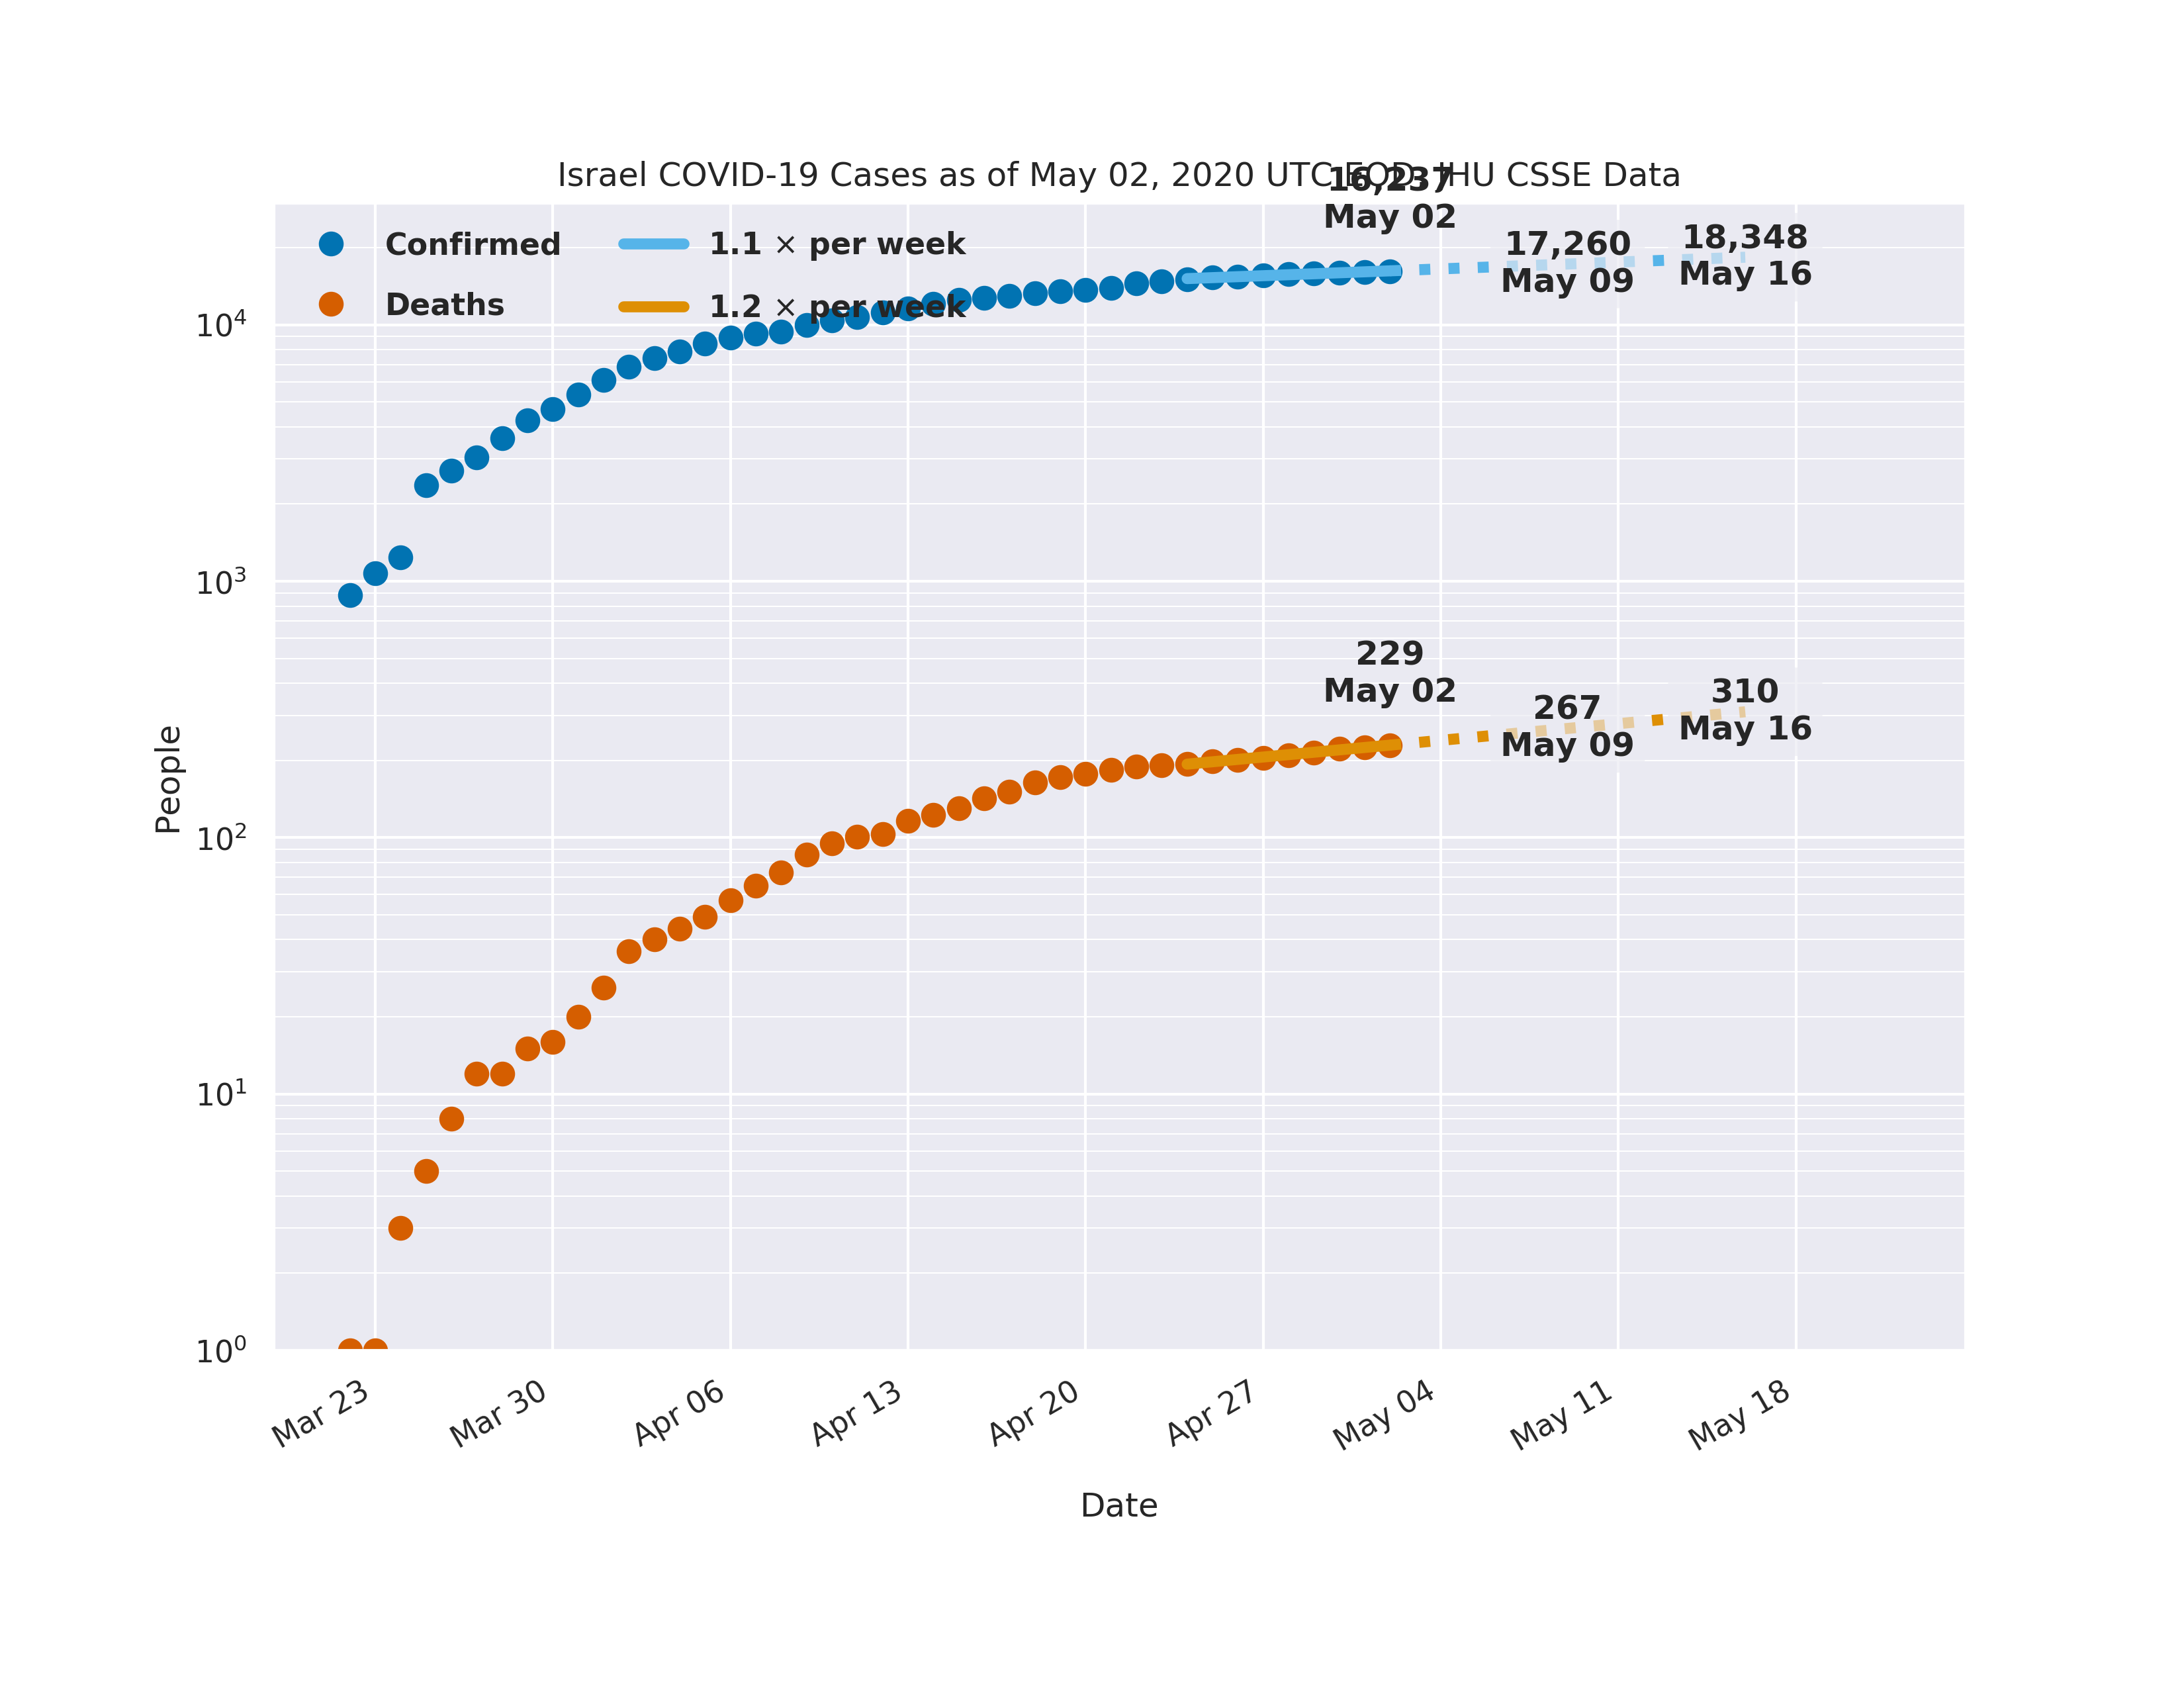 Israel COVID-19 Cases as of May 02, 2020 UTC EOD, JHU CSSE Data
16,237
May 02
Confirmed
1.1 × per week
17,260
May 09
18,348
May 16
Deaths
1.2 × per week
10⁴
10³
229
May 02
267
May 09
310
May 16
People
10²
10¹
10⁰
Mar 23
Mar 30
Apr 06
Apr 13
Apr 20
Apr 27
May 04
May 11
May 18
Date